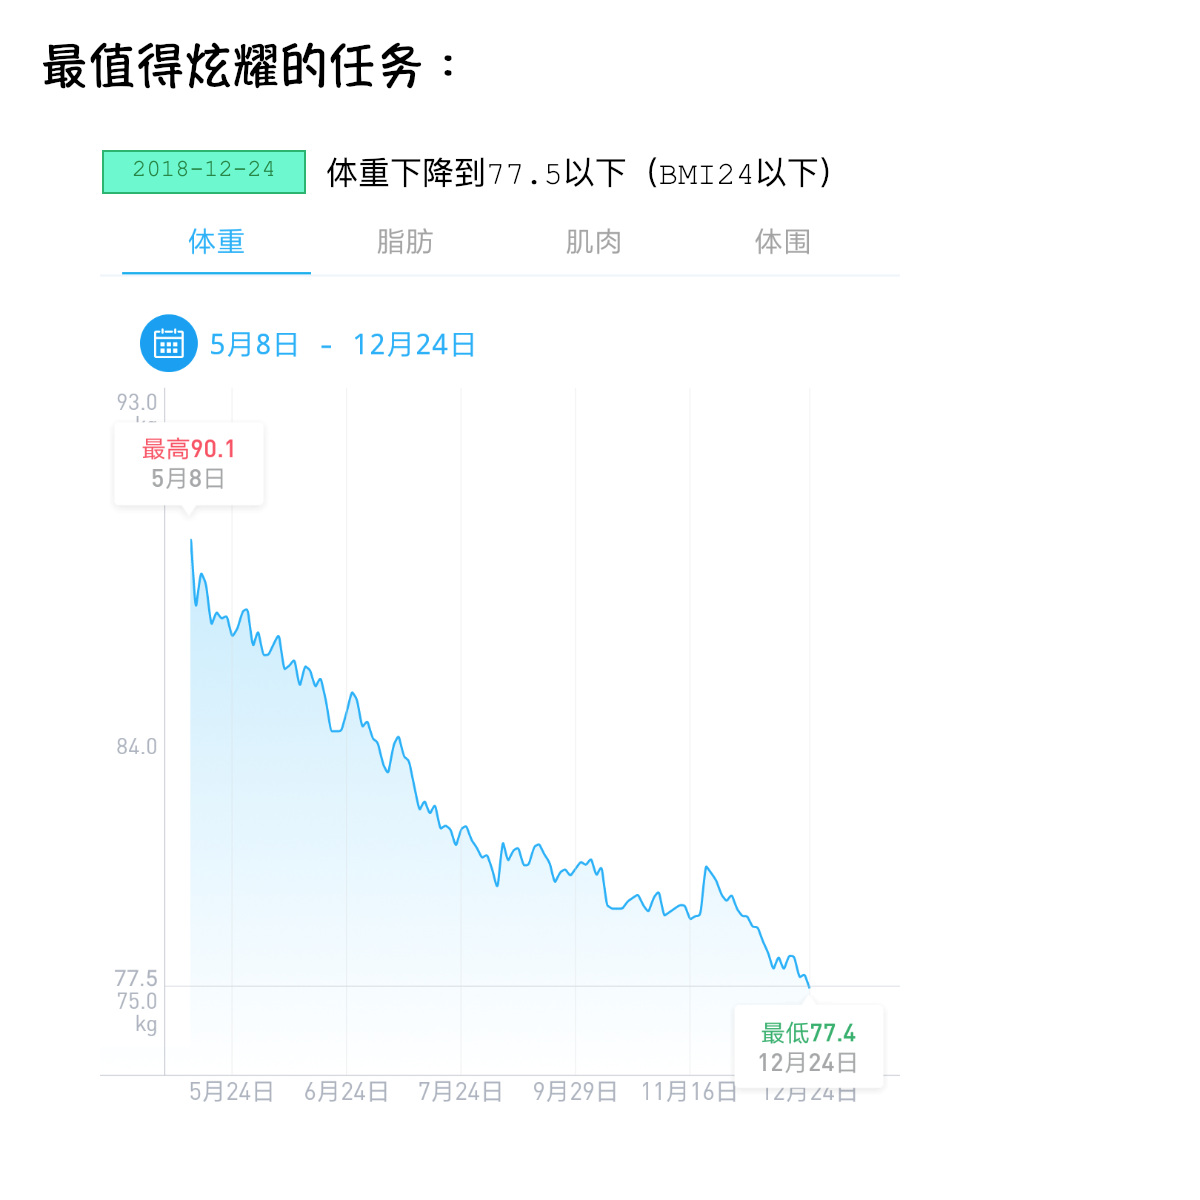 最值得炫耀的任务：
2018-12-24 体重下降到77.5以下（BMI24以下）
体重 脂肪 肌肉 体围
5月8日 - 12月24日
93.0
最高90.1
5月8日
84.0
77.5
75.0
kg
最低77.4
12月24日
5月24日 6月24日 7月24日 9月29日 11月16日 12月24日